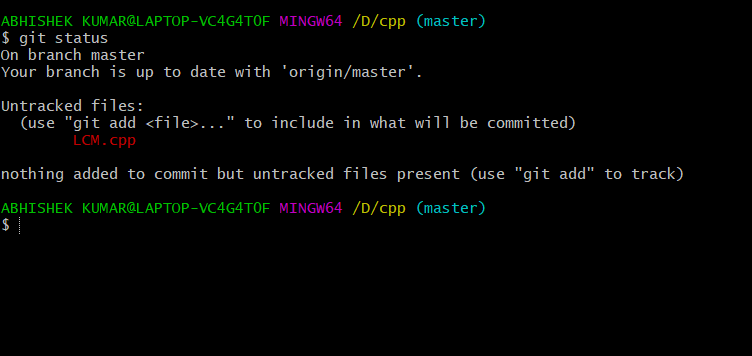 ABHISHEK KUMAR@LAPTOP-VC4G4T0F MINGW64 /D/cpp (master)
$ git status
On branch master
Your branch is up to date with 'origin/master'.
Untracked files:
  (use "git add <file>..." to include in what will be committed)
        LCM.cpp
nothing added to commit but untracked files present (use "git add" to track)
ABHISHEK KUMAR@LAPTOP-VC4G4T0F MINGW64 /D/cpp (master)
$